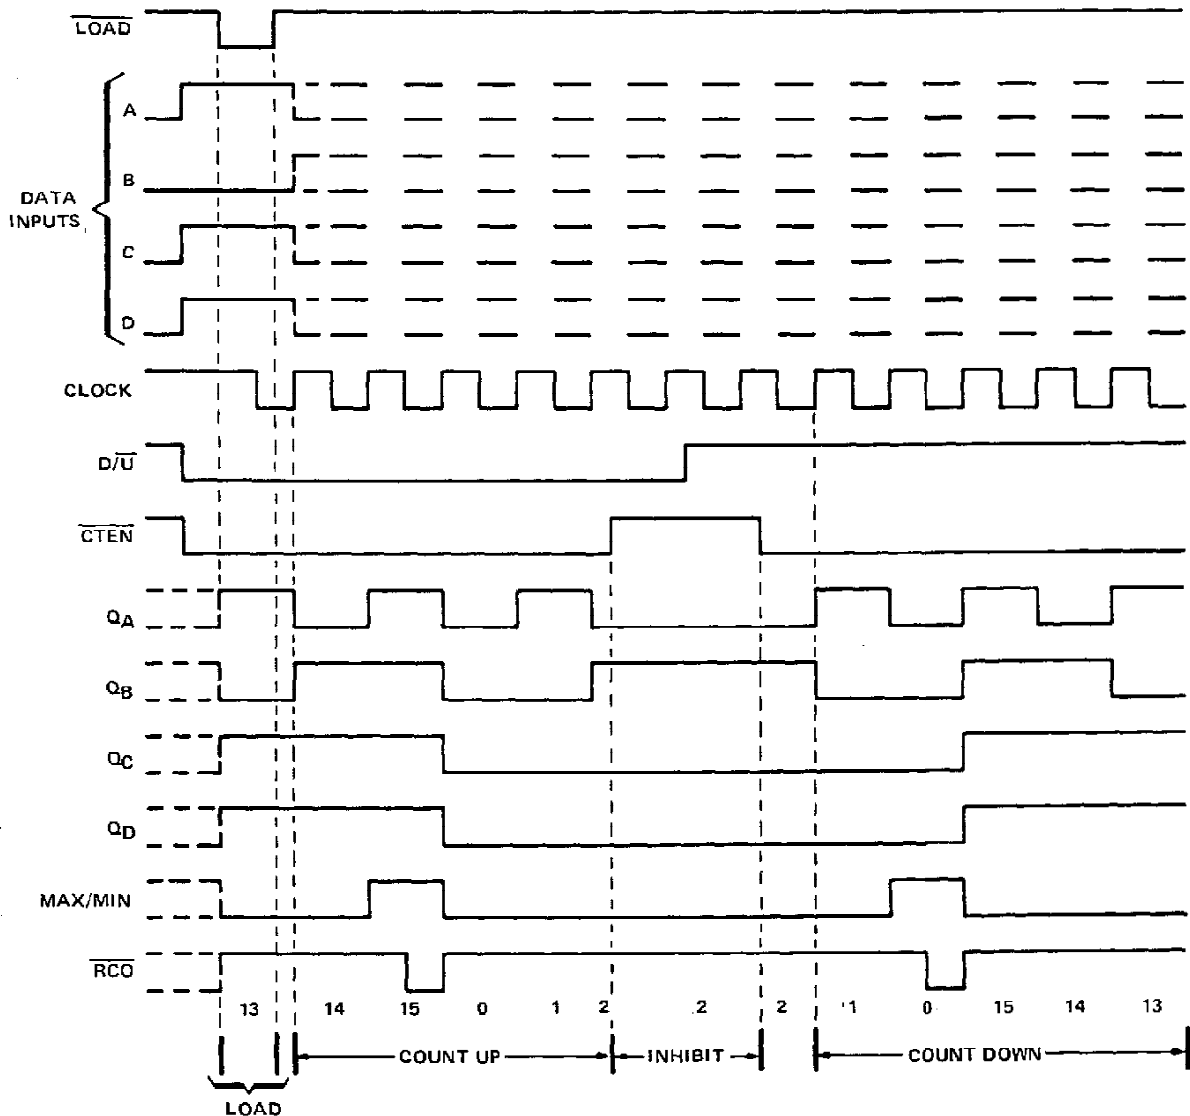 LOAD
A
B
DATA
INPUTS
C
D
CLOCK
D/U
CTEN
QA
QB
QC
QD
MAX/MIN
RCO
13 14 15 0 1 2 2 2 1 0 15 14 13
COUNT UP INHIBIT COUNT DOWN
LOAD